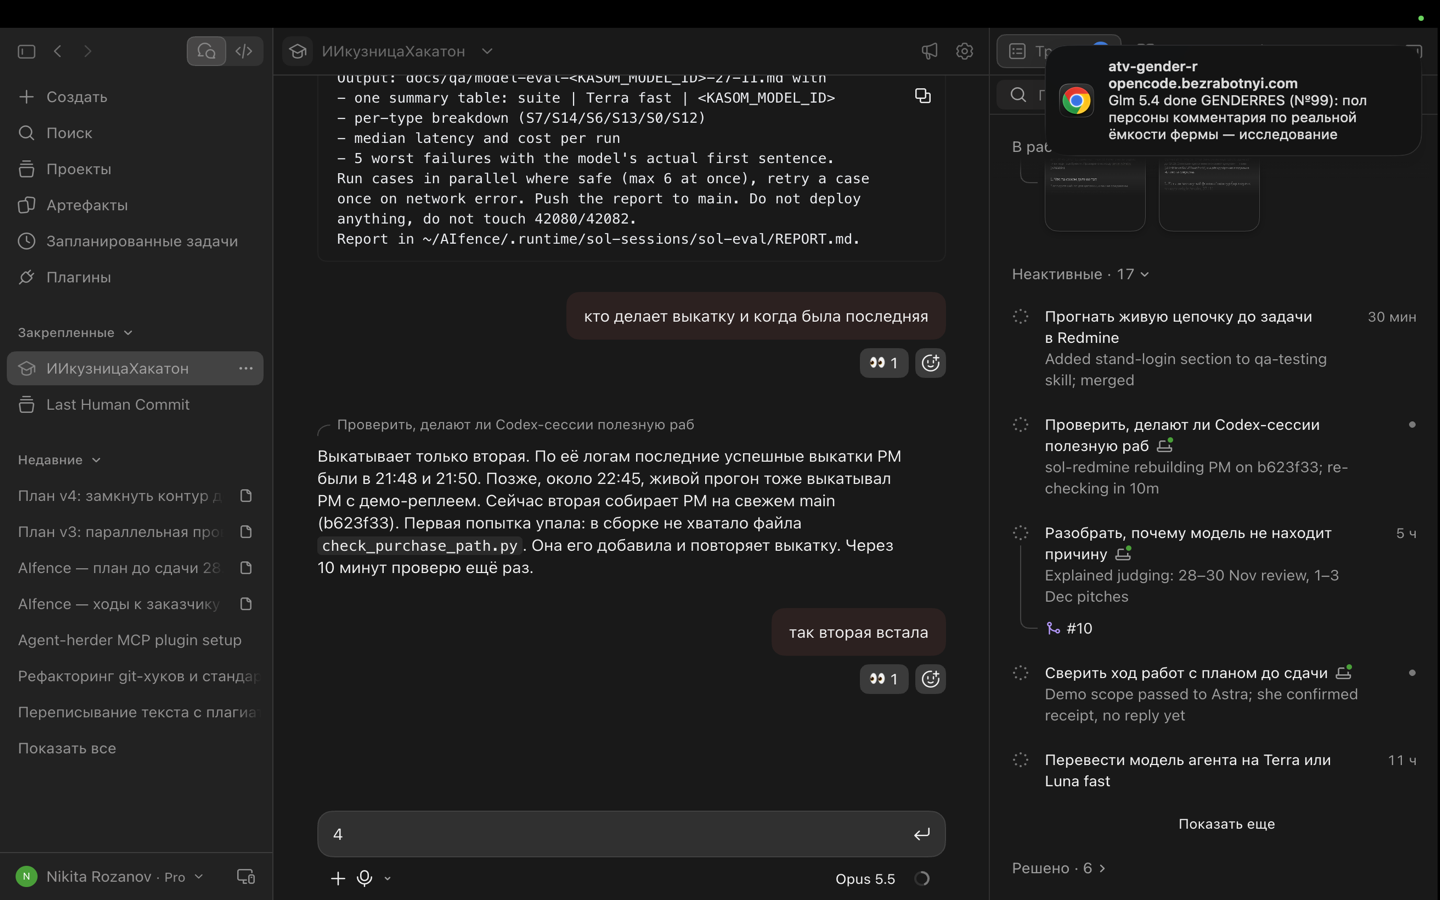 Создать
Поиск
Проекты
Артефакты
Запланированные задачи
Плагины
Закрепленные
ИИкузницаХакатон
Last Human Commit
Недавние
План v4: замкнуть контур д
План v3: параллельная про
AIfence — план до сдачи 28
AIfence — ходы к заказчику
Agent-herder MCP plugin setup
Рефакторинг git-хуков и стандар
Переписывание текста с плагиа
Показать все
N
Nikita Rozanov · Pro
ИИкузницаХакатон
Output: docs/qa/model-eval-<KASOM_MODEL_ID>-27-11.md with
– one summary table: suite | Terra fast | <KASOM_MODEL_ID>
– per-type breakdown (S7/S14/S6/S13/S0/S12)
– median latency and cost per run
– 5 worst failures with the model's actual first sentence.
Run cases in parallel where safe (max 6 at once), retry a case
once on network error. Push the report to main. Do not deploy
anything, do not touch 42080/42082.
Report in ~/AIfence/.runtime/sol-sessions/sol-eval/REPORT.md.
кто делает выкатку и когда была последняя
👀 1
Проверить, делают ли Codex-сессии полезную раб
Выкатывает только вторая. По её логам последние успешные выкатки PM
были в 21:48 и 21:50. Позже, около 22:45, живой прогон тоже выкатывал
PM с демо-реплеем. Сейчас вторая собирает PM на свежем main
(b623f33). Первая попытка упала: в сборке не хватало файла
check_purchase_path.py. Она его добавила и повторяет выкатку. Через
10 минут проверю ещё раз.
так вторая встала
👀 1
4
Opus 5.5
Тр
atv-gender-r
opencode.bezrabotnyi.com
Glm 5.4 done GENDERRES (№99): пол
персоны комментария по реальной
ёмкости фермы — исследование
В раб
Неактивные · 17
Прогнать живую цепочку до задачи
в Redmine
30 мин
Added stand-login section to qa-testing
skill; merged
Проверить, делают ли Codex-сессии
полезную раб
sol-redmine rebuilding PM on b623f33; re-
checking in 10m
Разобрать, почему модель не находит
причину
5 ч
Explained judging: 28–30 Nov review, 1–3
Dec pitches
#10
Сверить ход работ с планом до сдачи
Demo scope passed to Astra; she confirmed
receipt, no reply yet
Перевести модель агента на Terra или
Luna fast
11 ч
Показать еще
Решено · 6